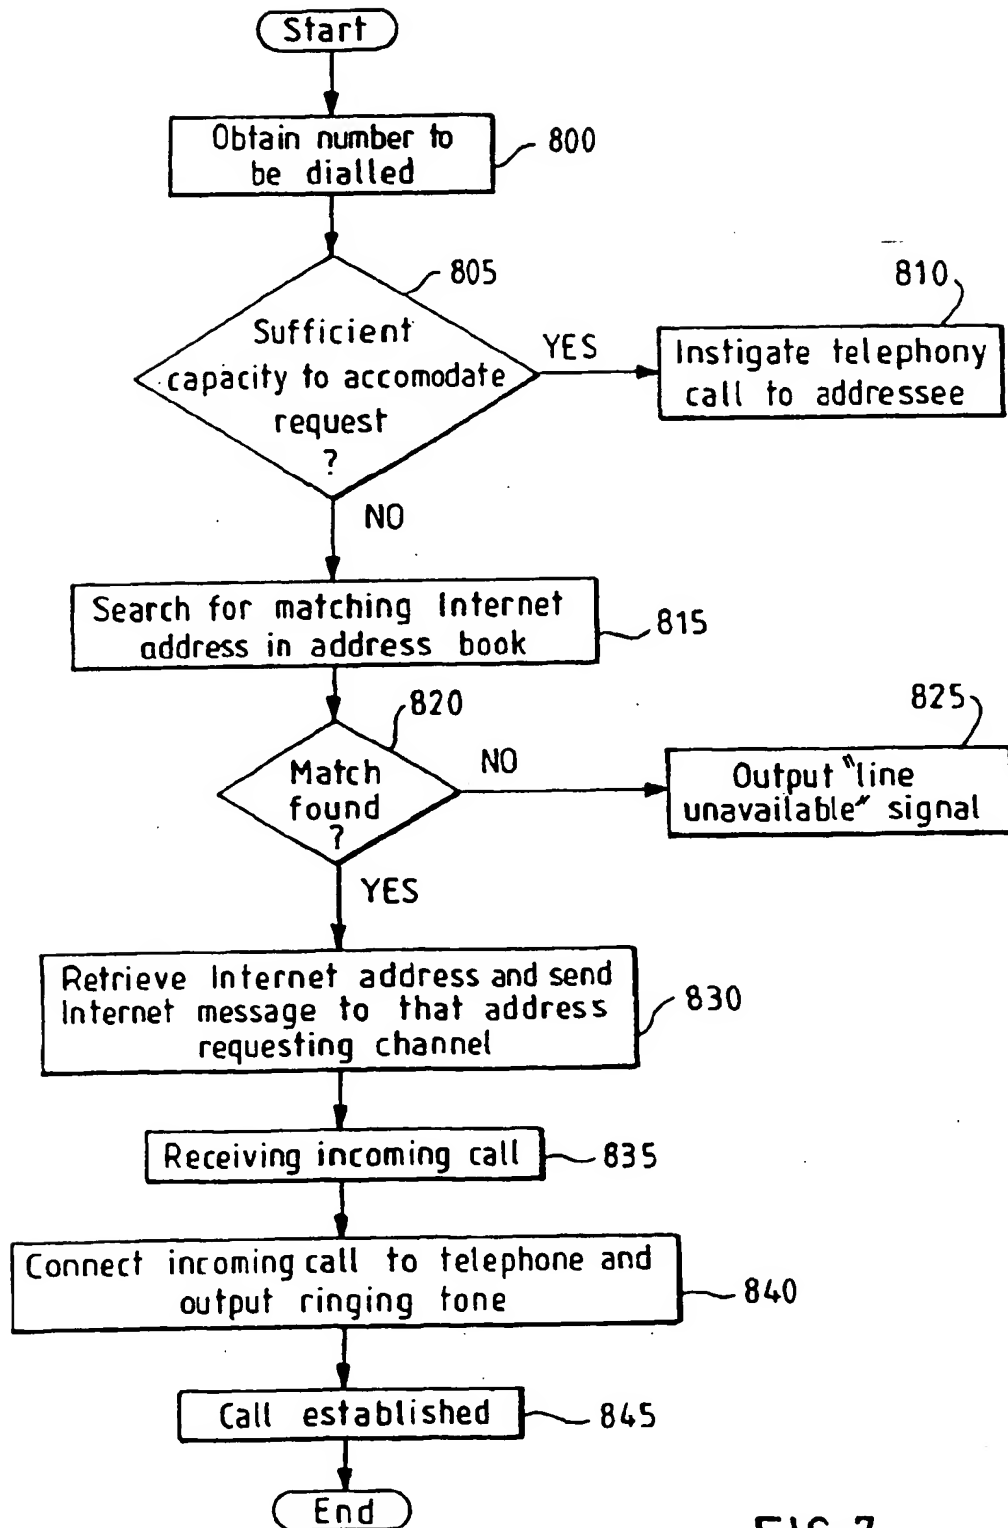 Start
Obtain number to
be dialled
800
805
Sufficient
capacity to accomodate
request
?
YES
810
Instigate telephony
call to addressee
NO
Search for matching Internet
address in address book
815
820
Match
found
?
NO
825
Output "line
unavailable" signal
YES
Retrieve Internet address and send
Internet message to that address
requesting channel
830
Receiving incoming call
835
Connect incoming call to telephone and
output ringing tone
840
Call established
845
End